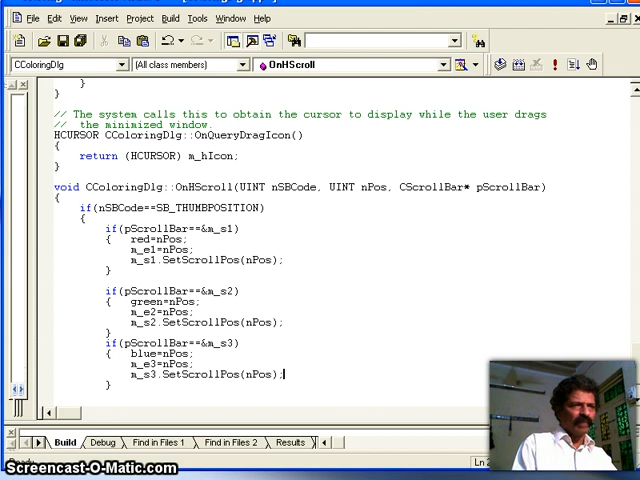 File Edit View Insert Project Build Tools Window Help
CColoringDlg (All class members) OnHScroll
}
}
// The system calls this to obtain the cursor to display while the user drags
//  the minimized window.
HCURSOR CColoringDlg::OnQueryDragIcon()
{
return (HCURSOR) m_hIcon;
}
void CColoringDlg::OnHScroll(UINT nSBCode, UINT nPos, CScrollBar* pScrollBar)
{
if(nSBCode==SB_THUMBPOSITION)
{
if(pScrollBar==&m_s1)
{ red=nPos;
m_e1=nPos;
m_s1.SetScrollPos(nPos);
}
if(pScrollBar==&m_s2)
{ green=nPos;
m_e2=nPos;
m_s2.SetScrollPos(nPos);
}
if(pScrollBar==&m_s3)
{ blue=nPos;
m_e3=nPos;
m_s3.SetScrollPos(nPos);
}
Build Debug Find in Files 1 Find in Files 2 Results
Ln
Screencast-O-Matic.com